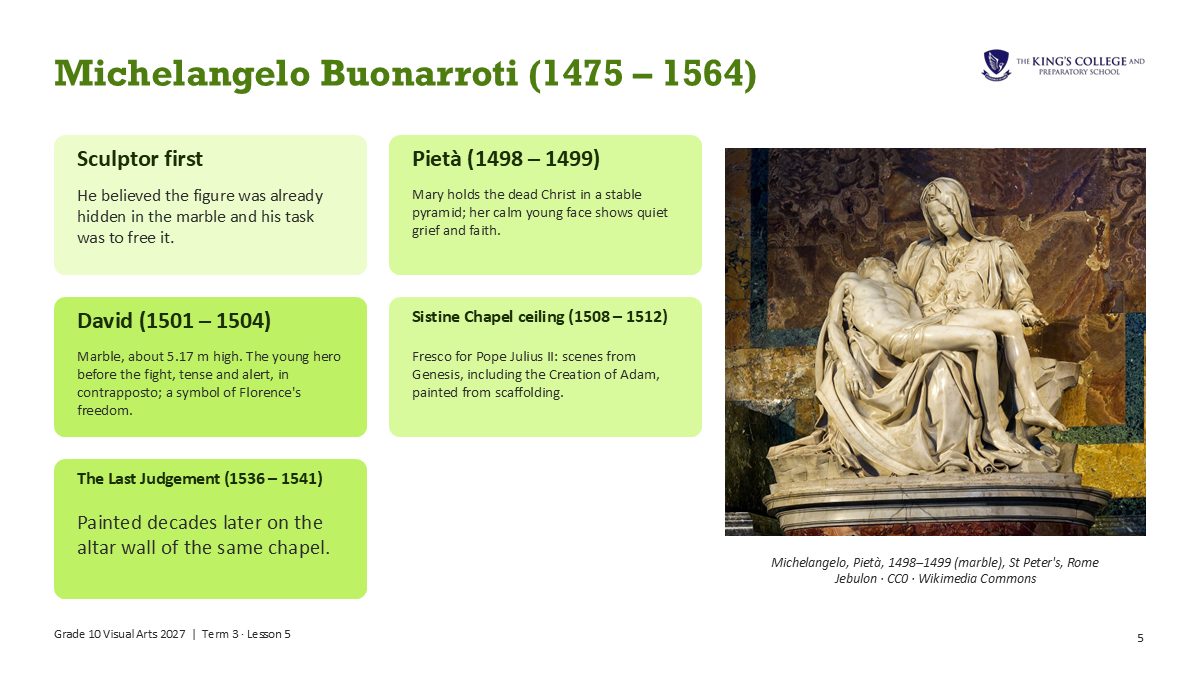 Michelangelo Buonarroti (1475 – 1564)
THE KING'S COLLEGE AND
PREPARATORY SCHOOL
Sculptor first
He believed the figure was already
hidden in the marble and his task
was to free it.
Pietà (1498 – 1499)
Mary holds the dead Christ in a stable
pyramid; her calm young face shows quiet
grief and faith.
David (1501 – 1504)
Marble, about 5.17 m high. The young hero
before the fight, tense and alert, in
contrapposto; a symbol of Florence's
freedom.
Sistine Chapel ceiling (1508 – 1512)
Fresco for Pope Julius II: scenes from
Genesis, including the Creation of Adam,
painted from scaffolding.
The Last Judgement (1536 – 1541)
Painted decades later on the
altar wall of the same chapel.
Michelangelo, Pietà, 1498–1499 (marble), St Peter's, Rome
Jebulon · CC0 · Wikimedia Commons
Grade 10 Visual Arts 2027 | Term 3 · Lesson 5
5